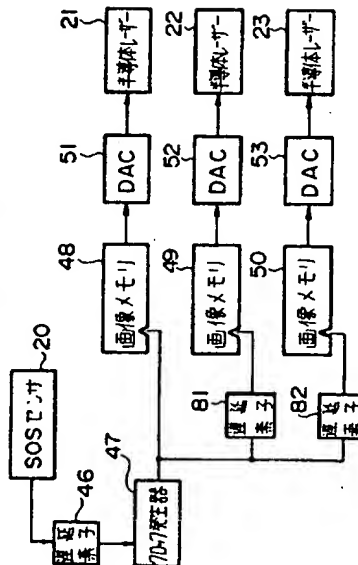 21
半導体レーザー
51
DAC
48
画像メモリ
20
SOSセンサ
46
遅延
素子
47
クロック発生器
22
半導体レーザー
52
DAC
49
画像メモリ
81
遅延
素子
23
半導体レーザー
53
DAC
50
画像メモリ
82
遅延
素子